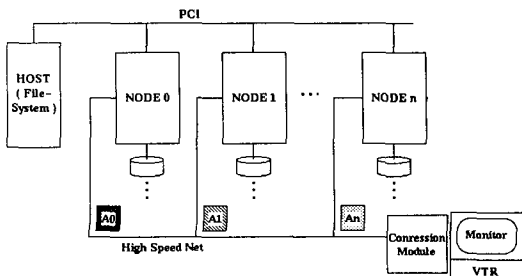 PCI
HOST
( File-
System )
NODE 0
NODE 1
...
NODE n
A0
A1
An
High Speed Net
Conression
Module
Monitor
VTR